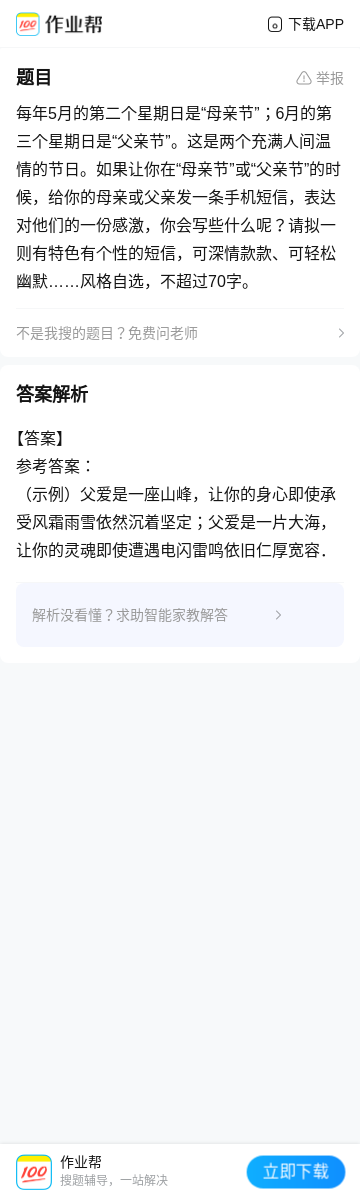 作业帮
下载APP
题目
举报
每年5月的第二个星期日是“母亲节”；6月的第
三个星期日是“父亲节”。这是两个充满人间温
情的节日。如果让你在“母亲节”或“父亲节”的时
候，给你的母亲或父亲发一条手机短信，表达
对他们的一份感激，你会写些什么呢？请拟一
则有特色有个性的短信，可深情款款、可轻松
幽默……风格自选，不超过70字。
不是我搜的题目？免费问老师
答案解析
【答案】
参考答案：
（示例）父爱是一座山峰，让你的身心即使承
受风霜雨雪依然沉着坚定；父爱是一片大海，
让你的灵魂即使遭遇电闪雷鸣依旧仁厚宽容．
解析没看懂？求助智能家教解答
100
作业帮
搜题辅导，一站解决
立即下载